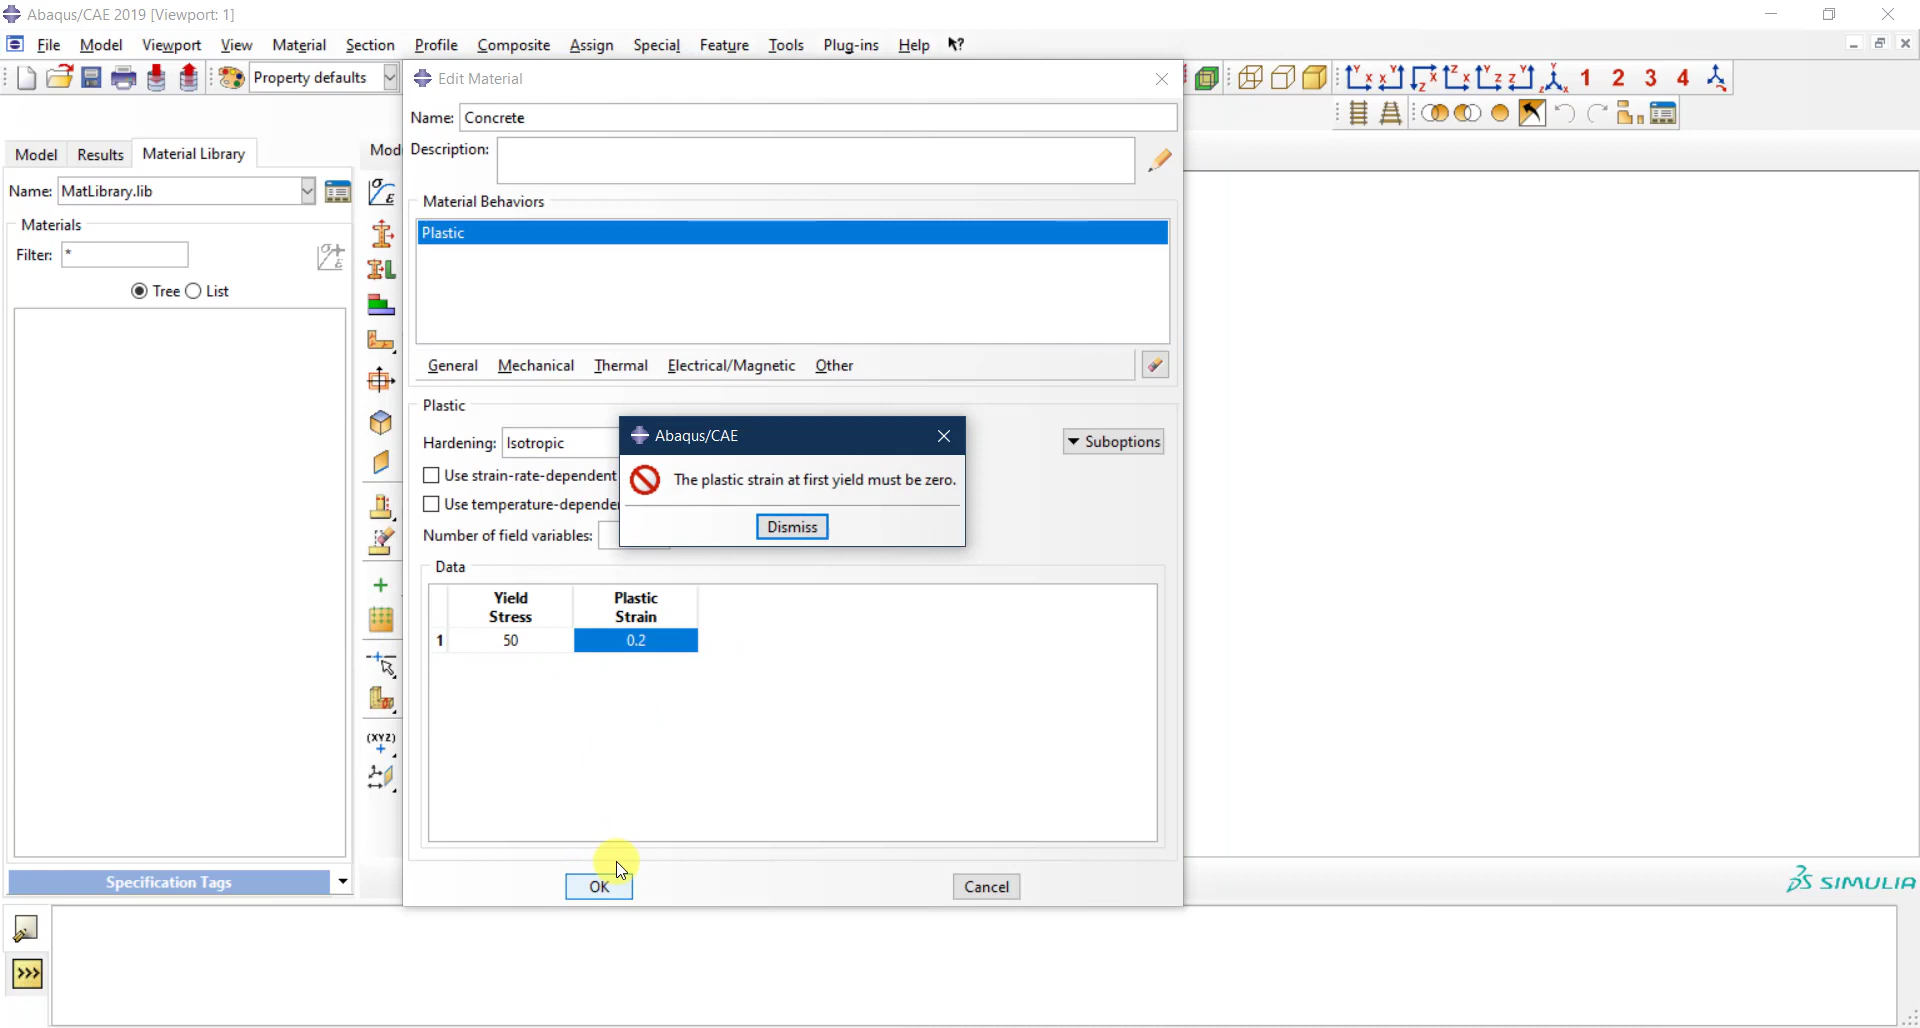 Abaqus/CAE 2019 [Viewport: 1]
File Model Viewport View Material Section Profile Composite Assign Special Feature Tools Plug-ins Help
Property defaults
1 2 3 4
Model Results Material Library
Name: MatLibrary.lib
Materials
Filter: *
Tree List
Specification Tags
Mod
(XYZ)
Edit Material
Name: Concrete
Description:
Material Behaviors
Plastic
General Mechanical Thermal Electrical/Magnetic Other
Plastic
Hardening: Isotropic
Suboptions
Use strain-rate-dependent
Use temperature-depende
Number of field variables:
Abaqus/CAE
The plastic strain at first yield must be zero.
Dismiss
Data
Yield Stress Plastic Strain
1 50 0.2
OK Cancel
SIMULIA
>>>